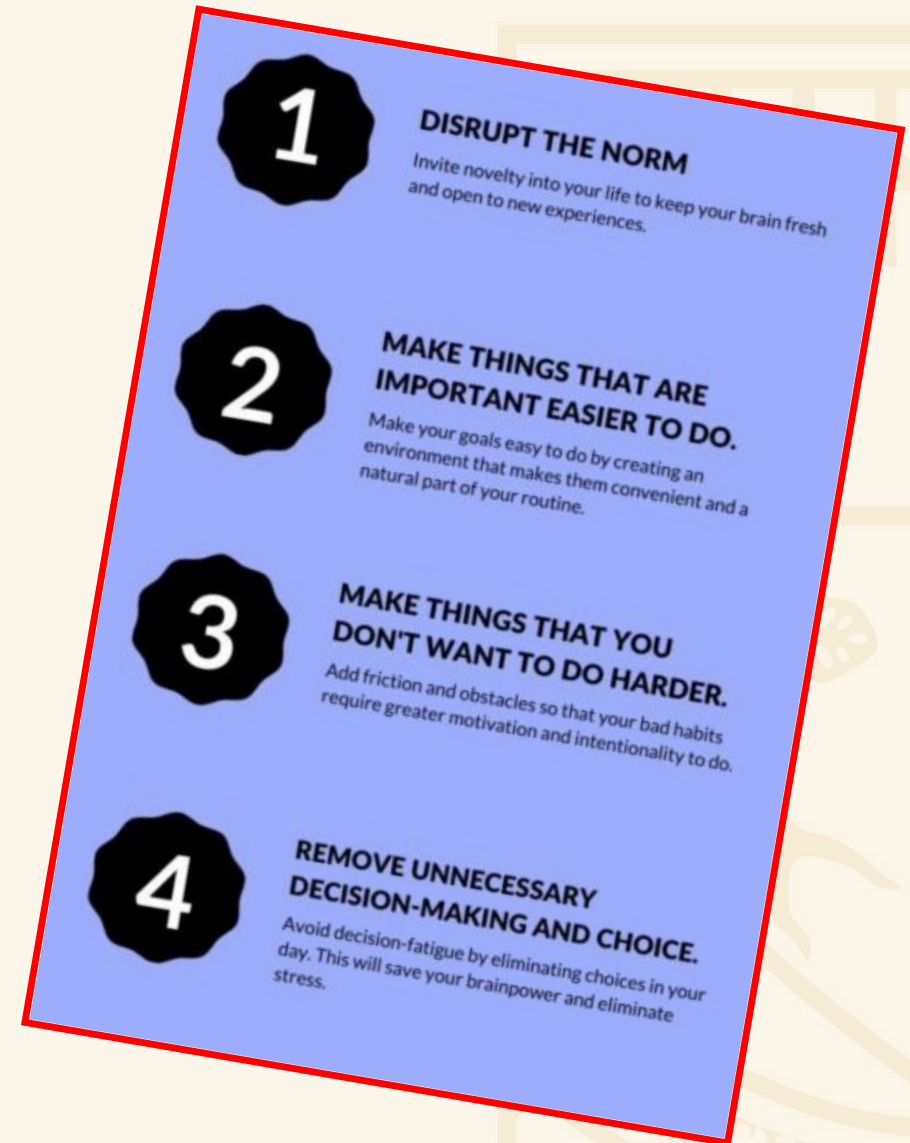 1
DISRUPT THE NORM
Invite novelty into your life to keep your brain fresh
and open to new experiences.
2
MAKE THINGS THAT ARE
IMPORTANT EASIER TO DO.
Make your goals easy to do by creating an
environment that makes them convenient and a
natural part of your routine.
3
MAKE THINGS THAT YOU
DON'T WANT TO DO HARDER.
Add friction and obstacles so that your bad habits
require greater motivation and intentionality to do.
4
REMOVE UNNECESSARY
DECISION-MAKING AND CHOICE.
Avoid decision-fatigue by eliminating choices in your
day. This will save your brainpower and eliminate
stress.